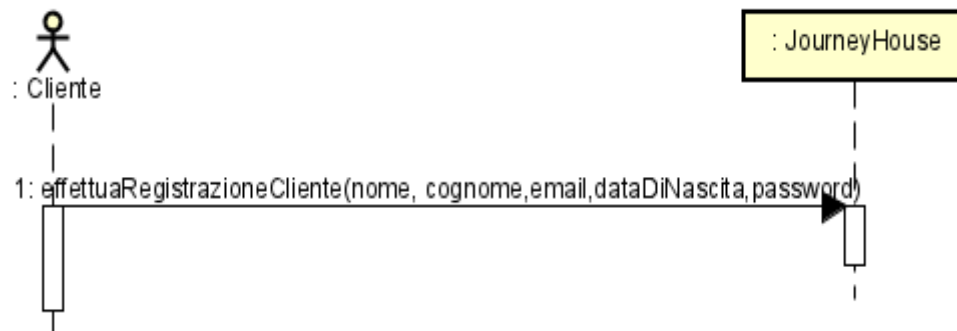 : JourneyHouse
: Cliente
1: effettuaRegistrazioneCliente(nome, cognome,email,dataDiNascita,password)